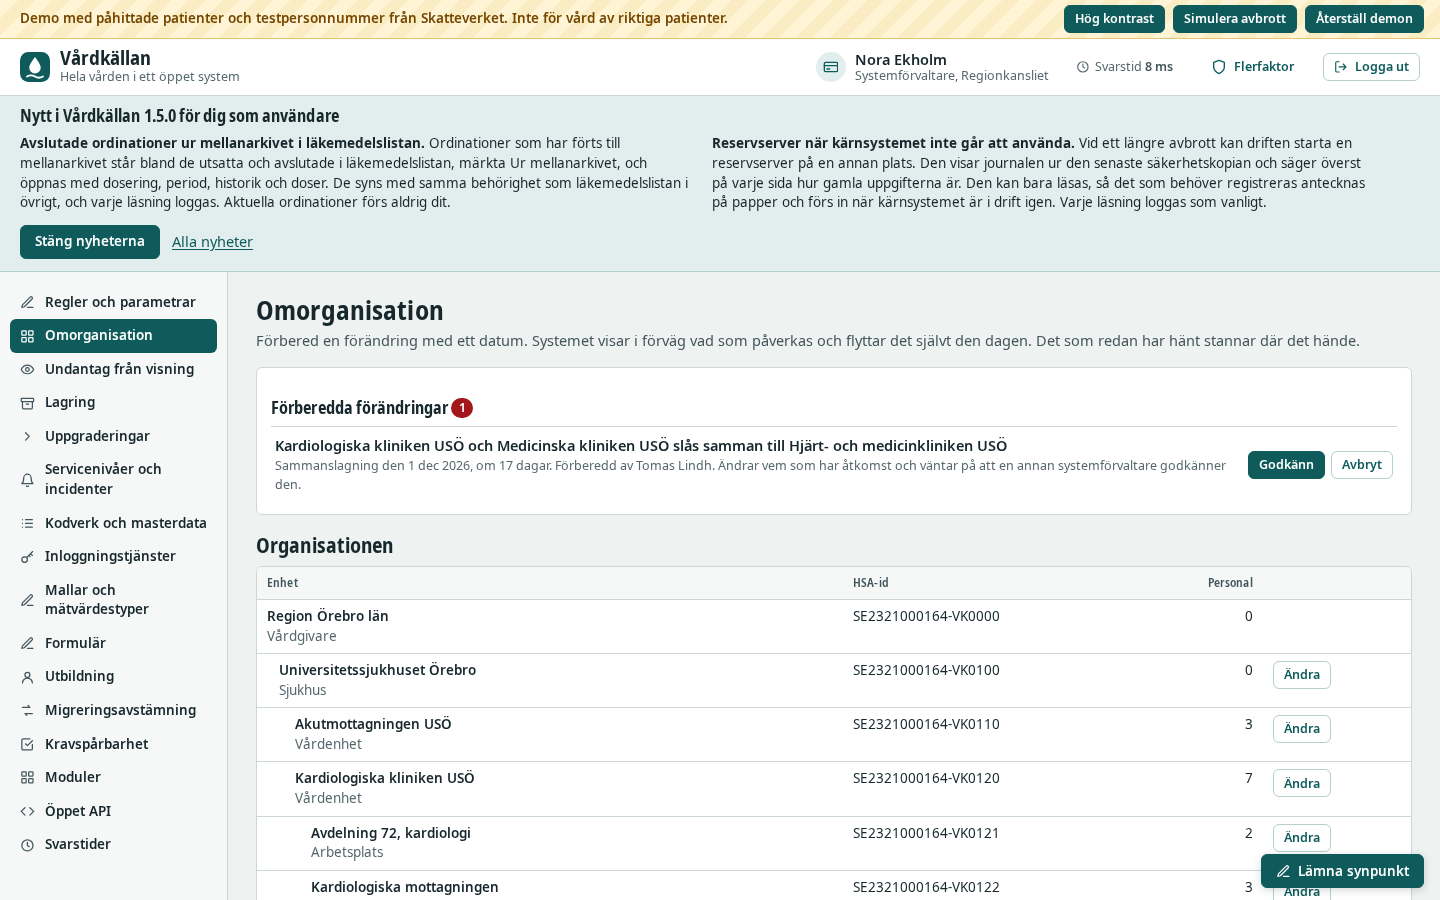 Demo med påhittade patienter och testpersonnummer från Skatteverket. Inte för vård av riktiga patienter.
Hög kontrast
Simulera avbrott
Återställ demon
Vårdkällan
Hela vården i ett öppet system
Nora Ekholm
Systemförvaltare, Regionkansliet
Svarstid 8 ms
Flerfaktor
Logga ut
Nytt i Vårdkällan 1.5.0 för dig som användare
Avslutade ordinationer ur mellanarkivet i läkemedelslistan. Ordinationer som har förts till
mellanarkivet står bland de utsatta och avslutade i läkemedelslistan, märkta Ur mellanarkivet, och
öppnas med dosering, period, historik och doser. De syns med samma behörighet som läkemedelslistan i
övrigt, och varje läsning loggas. Aktuella ordinationer förs aldrig dit.
Reservserver när kärnsystemet inte går att använda. Vid ett längre avbrott kan driften starta en
reservserver på en annan plats. Den visar journalen ur den senaste säkerhetskopian och säger överst
på varje sida hur gamla uppgifterna är. Den kan bara läsas, så det som behöver registreras antecknas
på papper och förs in när kärnsystemet är i drift igen. Varje läsning loggas som vanligt.
Stäng nyheterna
Alla nyheter
Regler och parametrar
Omorganisation
Undantag från visning
Lagring
Uppgraderingar
Servicenivåer och
incidenter
Kodverk och masterdata
Inloggningstjänster
Mallar och
mätvärdestyper
Formulär
Utbildning
Migreringsavstämning
Kravspårbarhet
Moduler
Öppet API
Svarstider
Omorganisation
Förbered en förändring med ett datum. Systemet visar i förväg vad som påverkas och flyttar det självt den dagen. Det som redan har hänt stannar där det hände.
Förberedda förändringar 1
Kardiologiska kliniken USÖ och Medicinska kliniken USÖ slås samman till Hjärt- och medicinkliniken USÖ
Sammanslagning den 1 dec 2026, om 17 dagar. Förberedd av Tomas Lindh. Ändrar vem som har åtkomst och väntar på att en annan systemförvaltare godkänner
den.
Godkänn
Avbryt
Organisationen
Enhet HSA-id Personal
Region Örebro län SE2321000164-VK0000 0
Vårdgivare
Universitetssjukhuset Örebro SE2321000164-VK0100 0 Ändra
Sjukhus
Akutmottagningen USÖ SE2321000164-VK0110 3 Ändra
Vårdenhet
Kardiologiska kliniken USÖ SE2321000164-VK0120 7 Ändra
Vårdenhet
Avdelning 72, kardiologi SE2321000164-VK0121 2 Ändra
Arbetsplats
Kardiologiska mottagningen SE2321000164-VK0122 3 Ändra
Lämna synpunkt